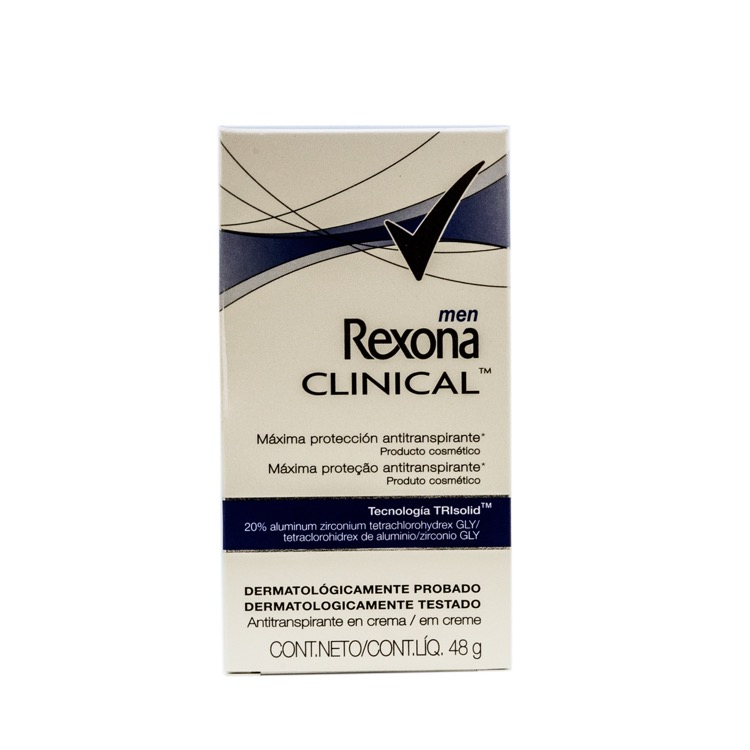 men
Rexona
CLINICAL™
Máxima protección antitranspirante*
Producto cosmético
Máxima proteção antitranspirante*
Produto cosmético
Tecnología TRIsolid™
20% aluminum zirconium tetrachlorohydrex GLY/
tetraclorohidrex de aluminio/zirconio GLY
DERMATOLÓGICAMENTE PROBADO
DERMATOLOGICAMENTE TESTADO
Antitranspirante en crema / em creme
CONT.NETO/CONT.LÍQ. 48 g